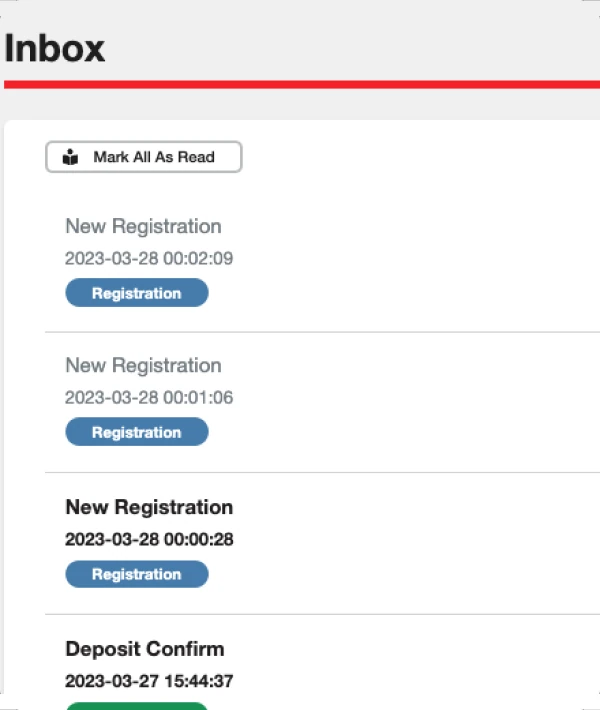 Inbox
Mark All As Read
New Registration
2023-03-28 00:02:09
Registration
New Registration
2023-03-28 00:01:06
Registration
New Registration
2023-03-28 00:00:28
Registration
Deposit Confirm
2023-03-27 15:44:37